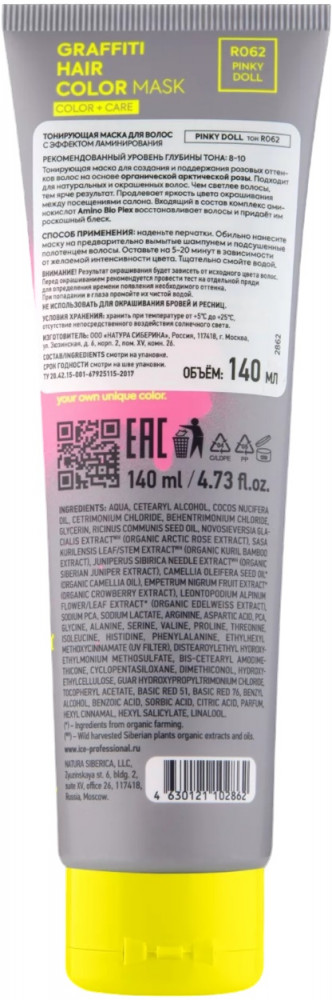 GRAFFITI
HAIR
COLOR MASK
COLOR + CARE
R062
PINKY
DOLL
ТОНИРУЮЩАЯ МАСКА ДЛЯ ВОЛОС
С ЭФФЕКТОМ ЛАМИНИРОВАНИЯ
PINKY DOLL тон R062
РЕКОМЕНДОВАННЫЙ УРОВЕНЬ ГЛУБИНЫ ТОНА: 8-10
Тонирующая маска для создания и поддержания розовых оттен-
ков волос на основе органической арктической розы. Подходит
для натуральных и окрашенных волос. Чем светлее волосы,
тем ярче результат. Продлевает яркость цвета окрашивания
между посещениями салона. Входящий в состав комплекс ами-
нокислот Amino Bio Plex восстанавливает волосы и придаёт им
роскошный блеск.
СПОСОБ ПРИМЕНЕНИЯ: наденьте перчатки. Обильно нанесите
маску на предварительно вымытые шампунем и подсушенные
полотенцем волосы. Оставьте на 5–20 минут в зависимости
от желаемой интенсивности цвета. Тщательно смойте водой.
ВНИМАНИЕ! Результат окрашивания будет зависеть от исходного цвета волос.
Перед окрашиванием рекомендуется провести тест на отдельной пряди
для определения времени появления необходимого оттенка.
При попадании в глаза промойте их чистой водой.
НЕ ИСПОЛЬЗОВАТЬ ДЛЯ ОКРАШИВАНИЯ БРОВЕЙ И РЕСНИЦ.
УСЛОВИЯ ХРАНЕНИЯ: хранить при температуре от +5°С до +25°С,
отсутствие непосредственного воздействия солнечного света.
ИЗГОТОВИТЕЛЬ: ООО «НАТУРА СИБЕРИКА», Россия, 117418, г. Москва,
ул. Зюзинская, д. 6, корп. 2, пом. XV, комн. 26.
СОСТАВ/INGREDIENTS смотри на упаковке.
СРОК ГОДНОСТИ смотри на шве упаковки.
ТУ 20.42.15-001-67925115-2017
ОБЪЁМ: 140 МЛ
2862
your own unique color.
EAC
C/LDPE
PP
140 ml / 4.73 fl.oz.
INGREDIENTS: AQUA, CETEARYL ALCOHOL, COCOS NUCIFERA
OIL, CETRIMONIUM CHLORIDE, BEHENTRIMONIUM CHLORIDE,
GLYCERIN, RICINUS COMMUNIS SEED OIL, NOVOSIEVERSIA GLA-
CIALIS EXTRACT (ORGANIC ARCTIC ROSE EXTRACT), SASA
KURILENSIS LEAF/STEM EXTRACT (ORGANIC KURIL BAMBOO
EXTRACT), JUNIPERUS SIBIRICA NEEDLE EXTRACT (ORGANIC
SIBERIAN JUNIPER EXTRACT), CAMELLIA OLEIFERA SEED OIL*
(ORGANIC CAMELLIA OIL), EMPETRUM NIGRUM FRUIT EXTRACT*
(ORGANIC CROWBERRY EXTRACT), LEONTOPODIUM ALPINUM
FLOWER/LEAF EXTRACT* (ORGANIC EDELWEISS EXTRACT),
SODIUM PCA, SODIUM LACTATE, ARGININE, ASPARTIC ACID, PCA,
GLYCINE, ALANINE, SERINE, VALINE, PROLINE, THREONINE,
ISOLEUCINE, HISTIDINE, PHENYLALANINE, ETHYLHEXYL
METHOXYCINNAMATE (UV FILTER), DISTEAROYLETHYL HYDROXY-
ETHYLMONIUM METHOSULFATE, BIS-CETEARYL AMODIME-
THICONE, CYCLOPENTASILOXANE, DIMETHICONOL, HYDROXY-
ETHYLCELLULOSE, GUAR HYDROXYPROPYLTRIMONIUM CHLORIDE,
TOCOPHERYL ACETATE, BASIC RED 51, BASIC RED 76, BENZYL
ALCOHOL, BENZOIC ACID, SORBIC ACID, CITRIC ACID, PARFUM,
HEXYL CINNAMAL, HEXYL SALICYLATE, LINALOOL.
(*) - Ingredients from organic farming.
- Wild harvested Siberian plants organic extracts and oils.
www.ice-professional.ru
NATURA SIBERICA, LLC,
Zyuzinskaya st. 6, bldg. 2,
suite XV, office 26, 117418,
Russia, Moscow.
4 630121 102862